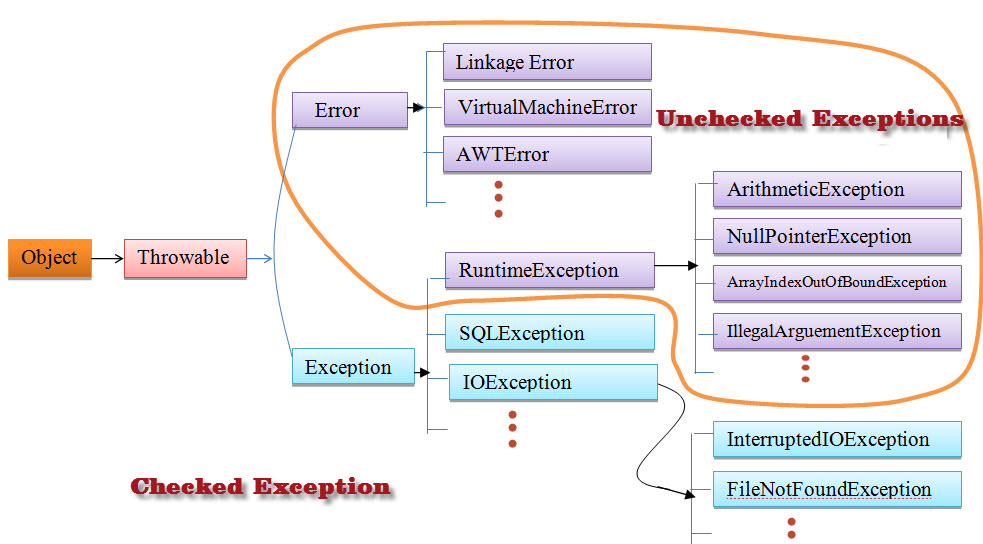 Linkage Error
Error
VirtualMachineError
Unchecked Exceptions
AWTError
ArithmeticException
NullPointerException
Object
Throwable
RuntimeException
ArrayIndexOutOfBoundException
SQLException
IllegalArguementException
Exception
IOException
InterruptedIOException
Checked Exception
FileNotFoundException